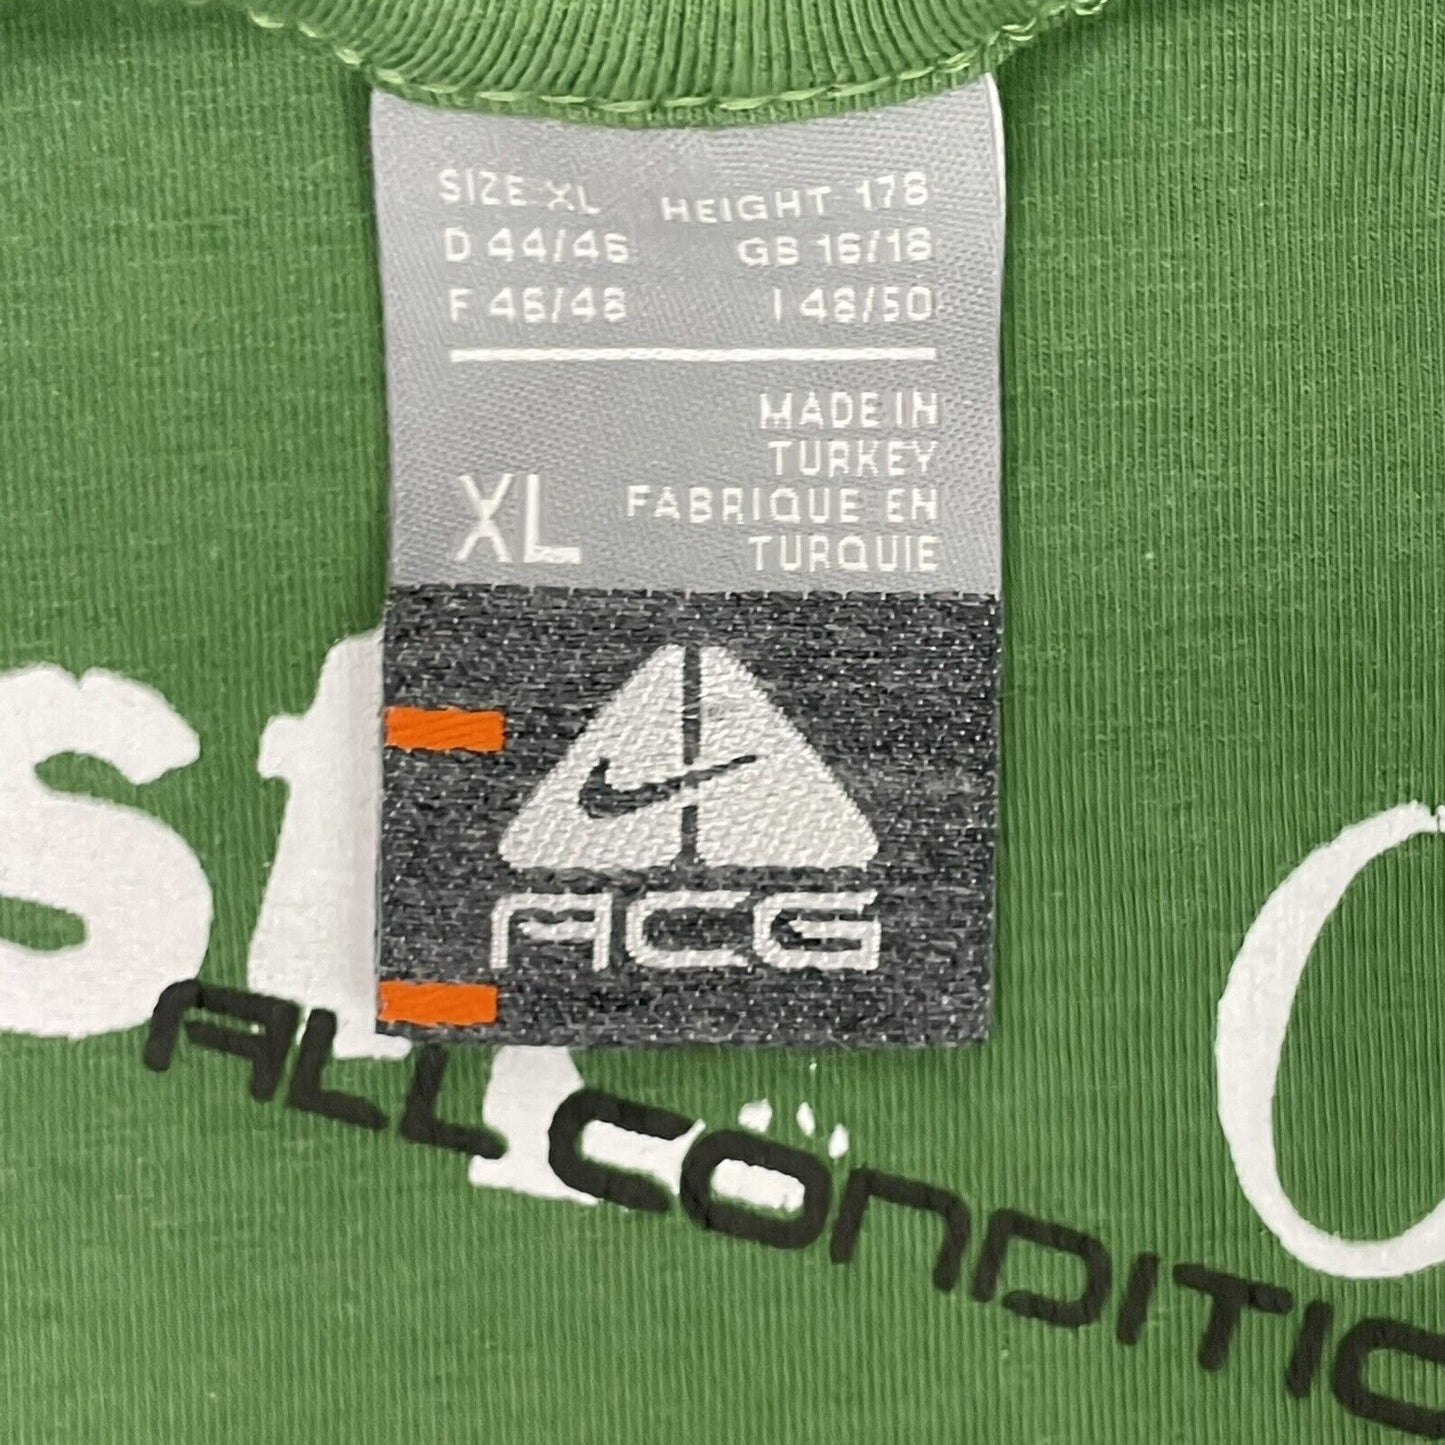 SIZE XL HEIGHT 178
D 44/46 GB 16/18
F 46/48 I 48/50
MADE IN
TURKEY
XL FABRIQUE EN
TURQUIE
ACG
ALL CONDITIO